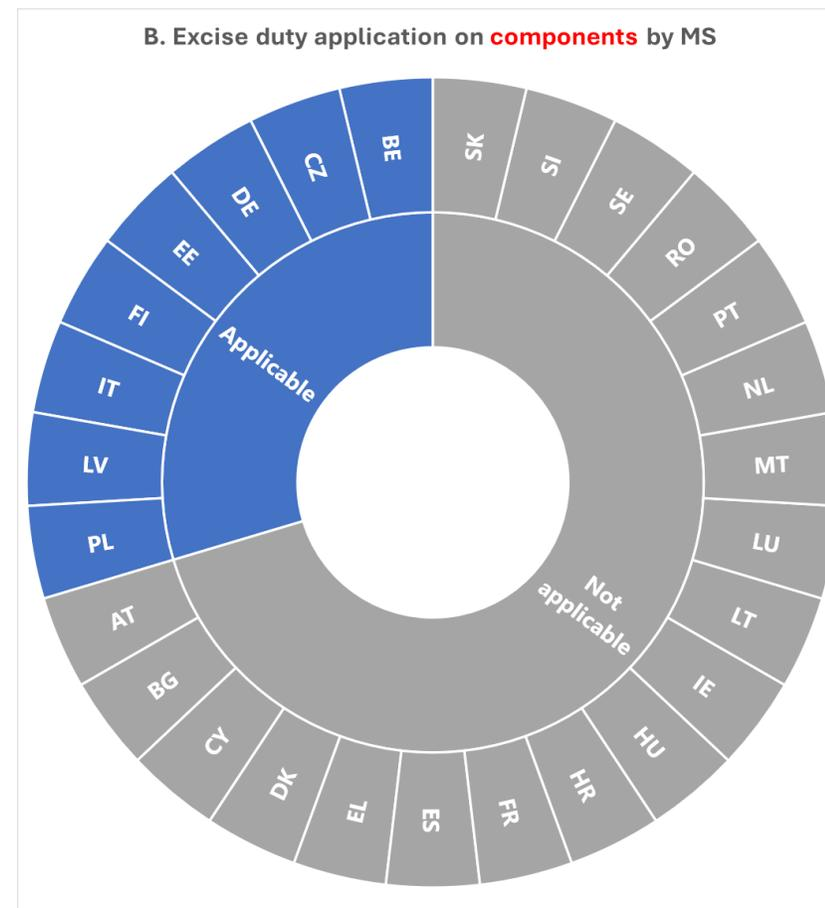 B. Excise duty application on components by MS
SK
SI
SE
RO
PT
NL
MT
LU
LT
IE
HU
HR
FR
ES
EL
DK
CY
BG
AT
PL
LV
IT
FI
EE
DE
CZ
BE
Applicable
Not
applicable